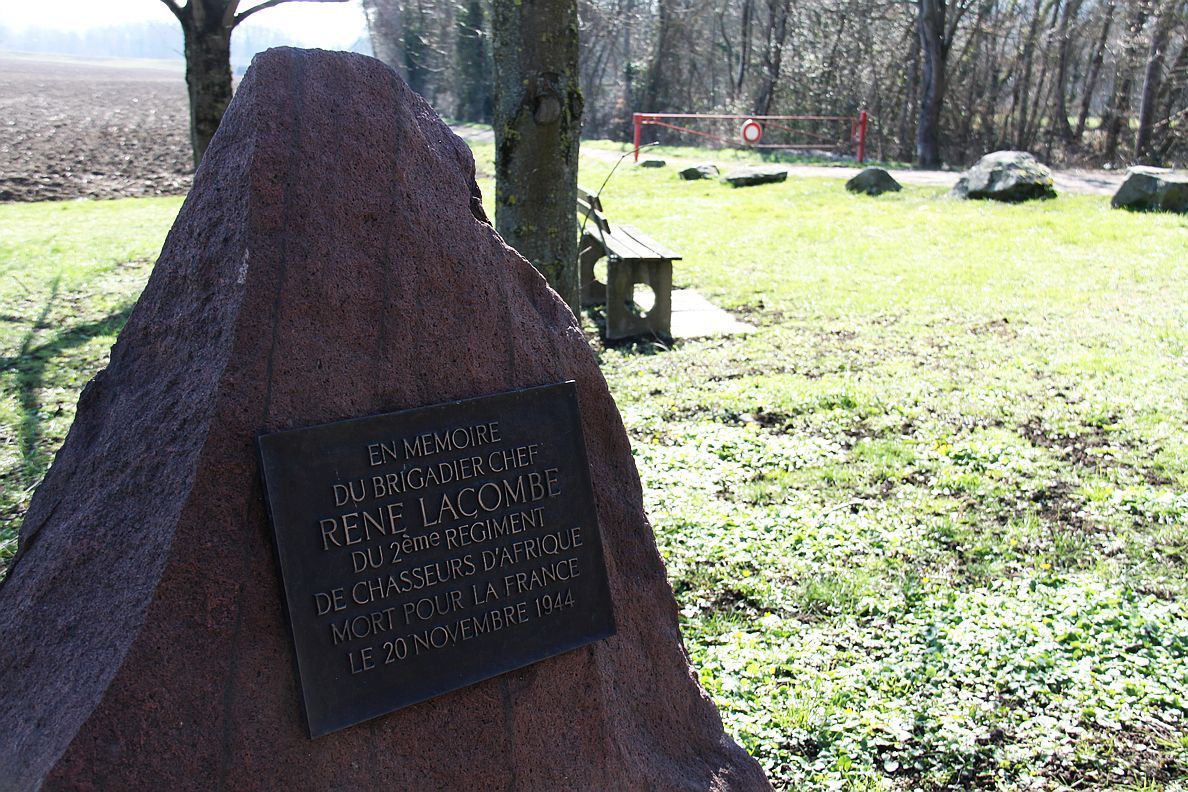 EN MEMOIRE
DU BRIGADIER CHEF
RENE LACOMBE
DU 2ème REGIMENT
DE CHASSEURS D'AFRIQUE
MORT POUR LA FRANCE
LE 20 NOVEMBRE 1944